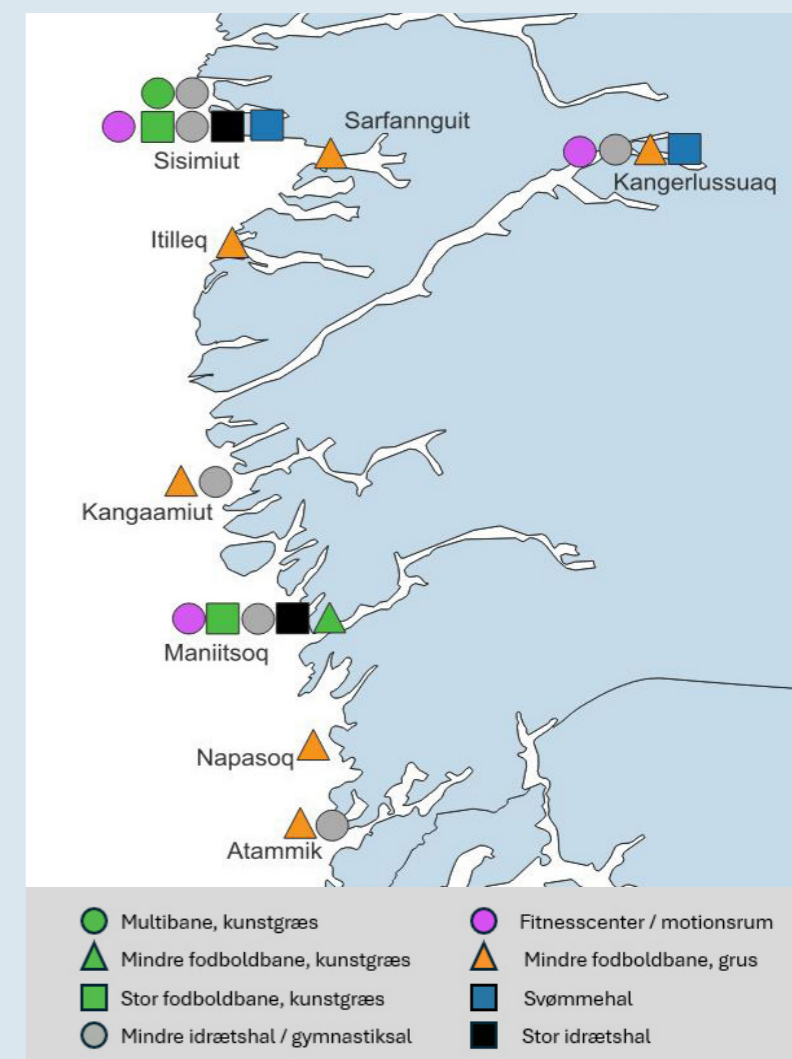 Sarfannguit
Sisimiut
Kangerlussuaq
Itilleq
Kangaamiut
Maniitsoq
Napasoq
Atammik
Multibane, kunstgræs
Mindre fodboldbane, kunstgræs
Stor fodboldbane, kunstgræs
Mindre idrætshal / gymnastiksal
Fitnesscenter / motionsrum
Mindre fodboldbane, grus
Svømmehal
Stor idrætshal